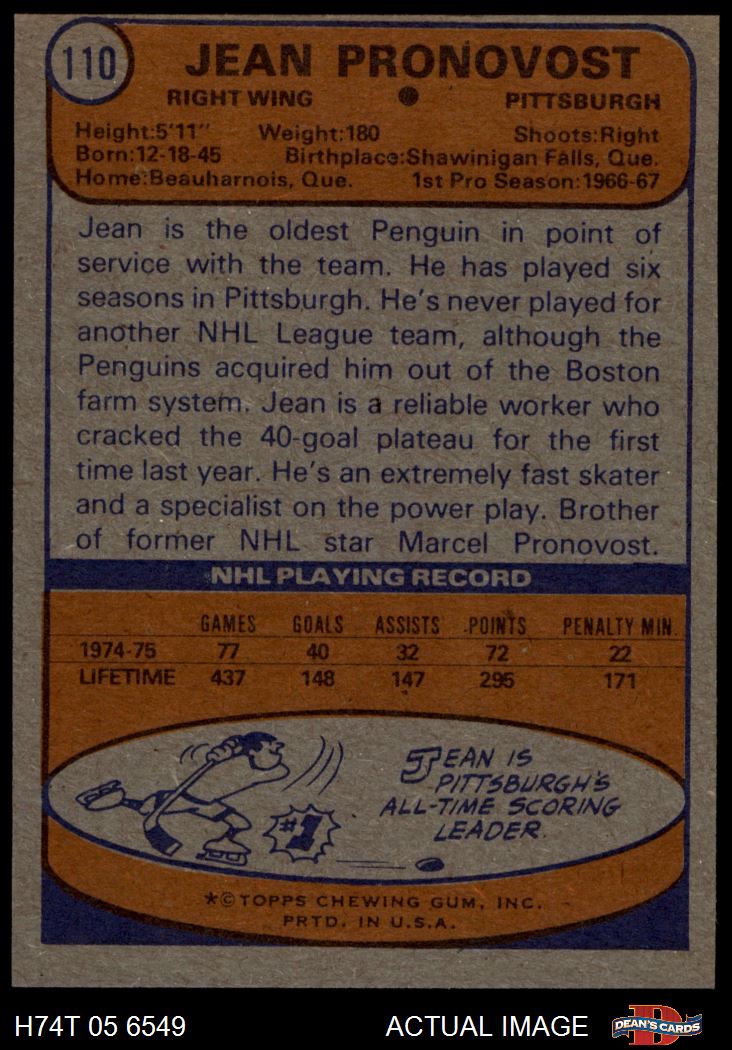 110
JEAN PRONOVOST
RIGHT WING ● PITTSBURGH
Height:5'11" Weight:180 Shoots:Right
Born:12-18-45 Birthplace:Shawinigan Falls, Que.
Home:Beauharnois, Que. 1st Pro Season:1966-67
Jean is the oldest Penguin in point of
service with the team. He has played six
seasons in Pittsburgh. He's never played for
another NHL League team, although the
Penguins acquired him out of the Boston
farm system. Jean is a reliable worker who
cracked the 40-goal plateau for the first
time last year. He's an extremely fast skater
and a specialist on the power play. Brother
of former NHL star Marcel Pronovost.
NHL PLAYING RECORD
GAMES GOALS ASSISTS POINTS PENALTY MIN.
1974-75 77 40 32 72 22
LIFETIME 437 148 147 295 171
#1
JEAN IS
PITTSBURGH'S
ALL-TIME SCORING
LEADER.
*© TOPPS CHEWING GUM, INC.
PRTD. IN U.S.A.
H74T 05 6549 ACTUAL IMAGE D DEAN'S CARDS